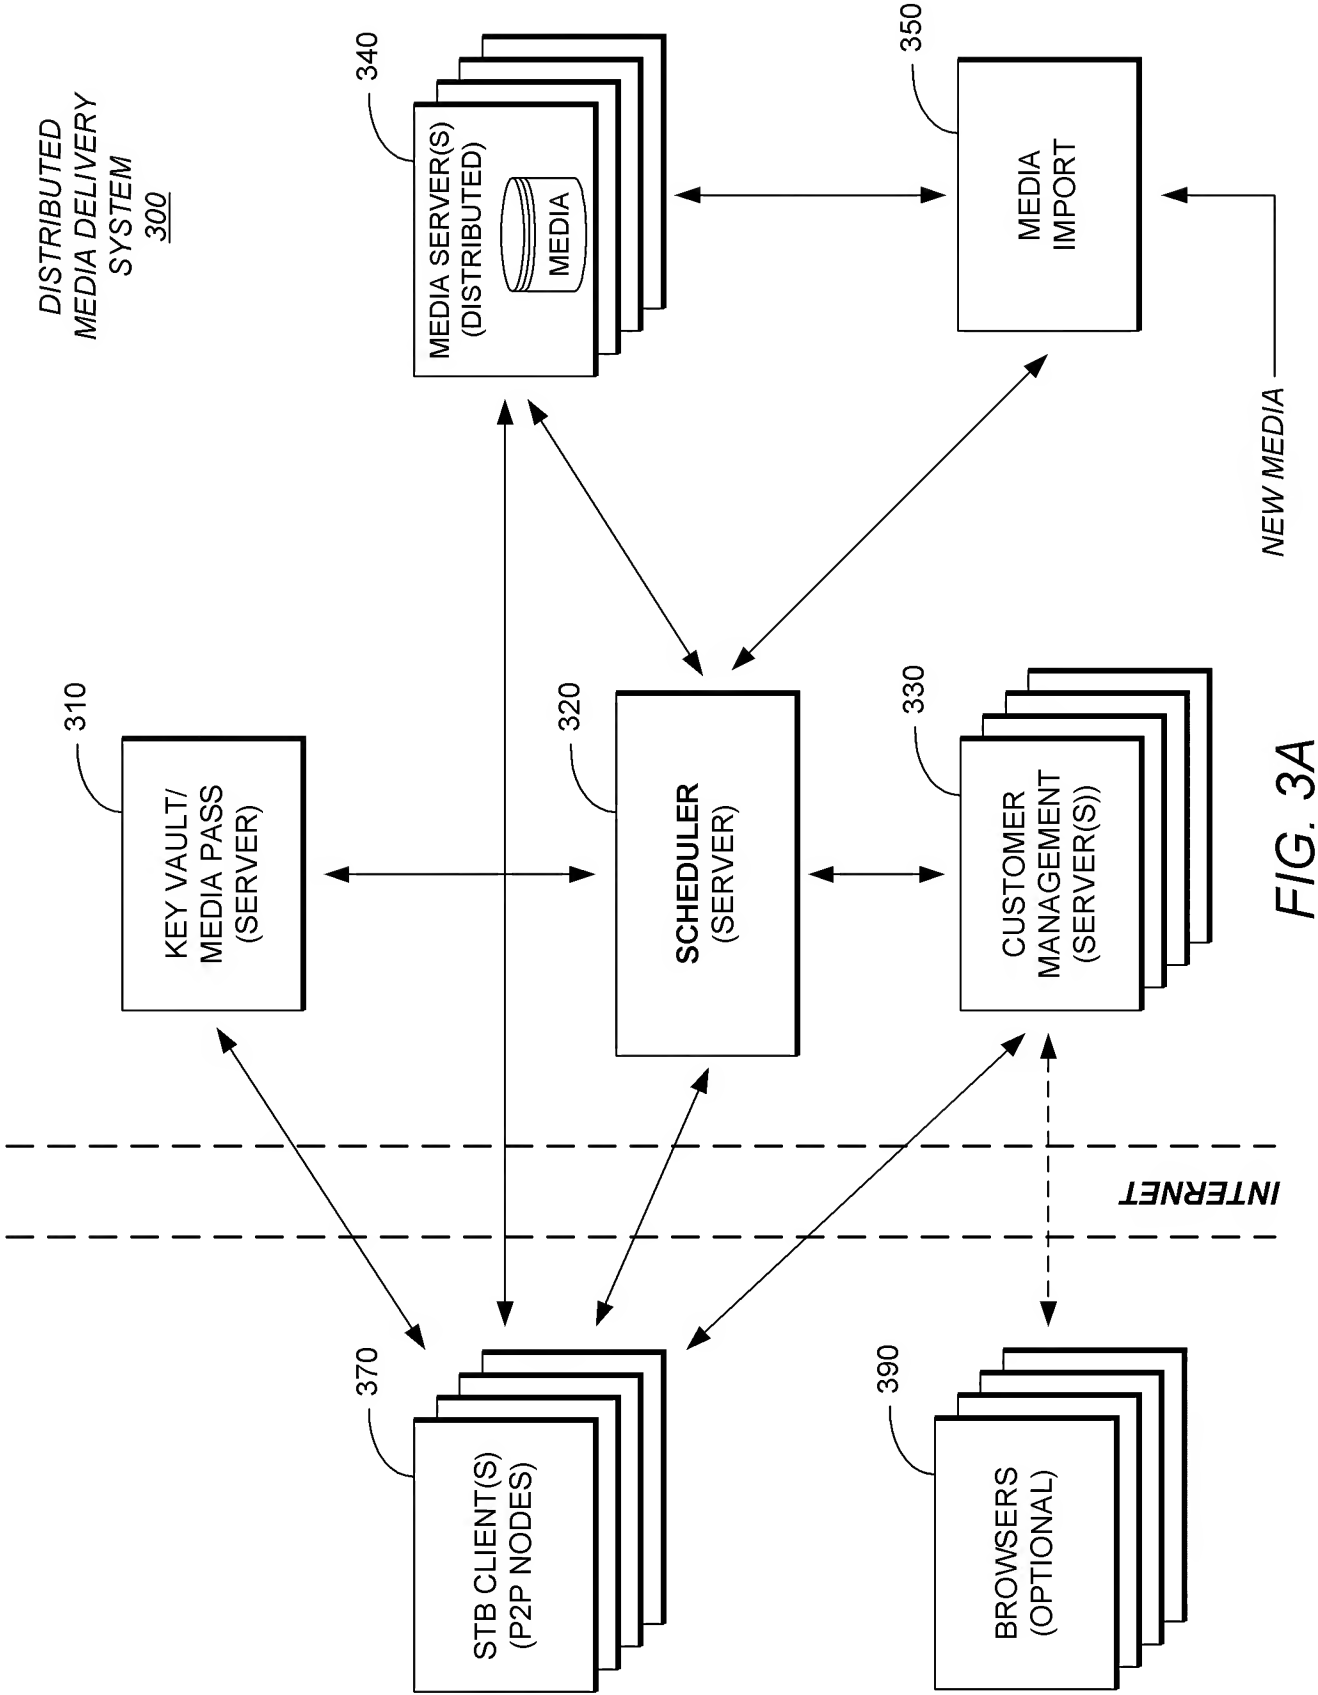 DISTRIBUTED
MEDIA DELIVERY
SYSTEM
300
310
KEY VAULT/
MEDIA PASS
(SERVER)
370
STB CLIENT(S)
(P2P NODES)
320
SCHEDULER
(SERVER)
340
MEDIA SERVER(S)
(DISTRIBUTED)
MEDIA
390
BROWSERS
(OPTIONAL)
INTERNET
330
CUSTOMER
MANAGEMENT
(SERVER(S))
350
MEDIA
IMPORT
NEW MEDIA
FIG. 3A